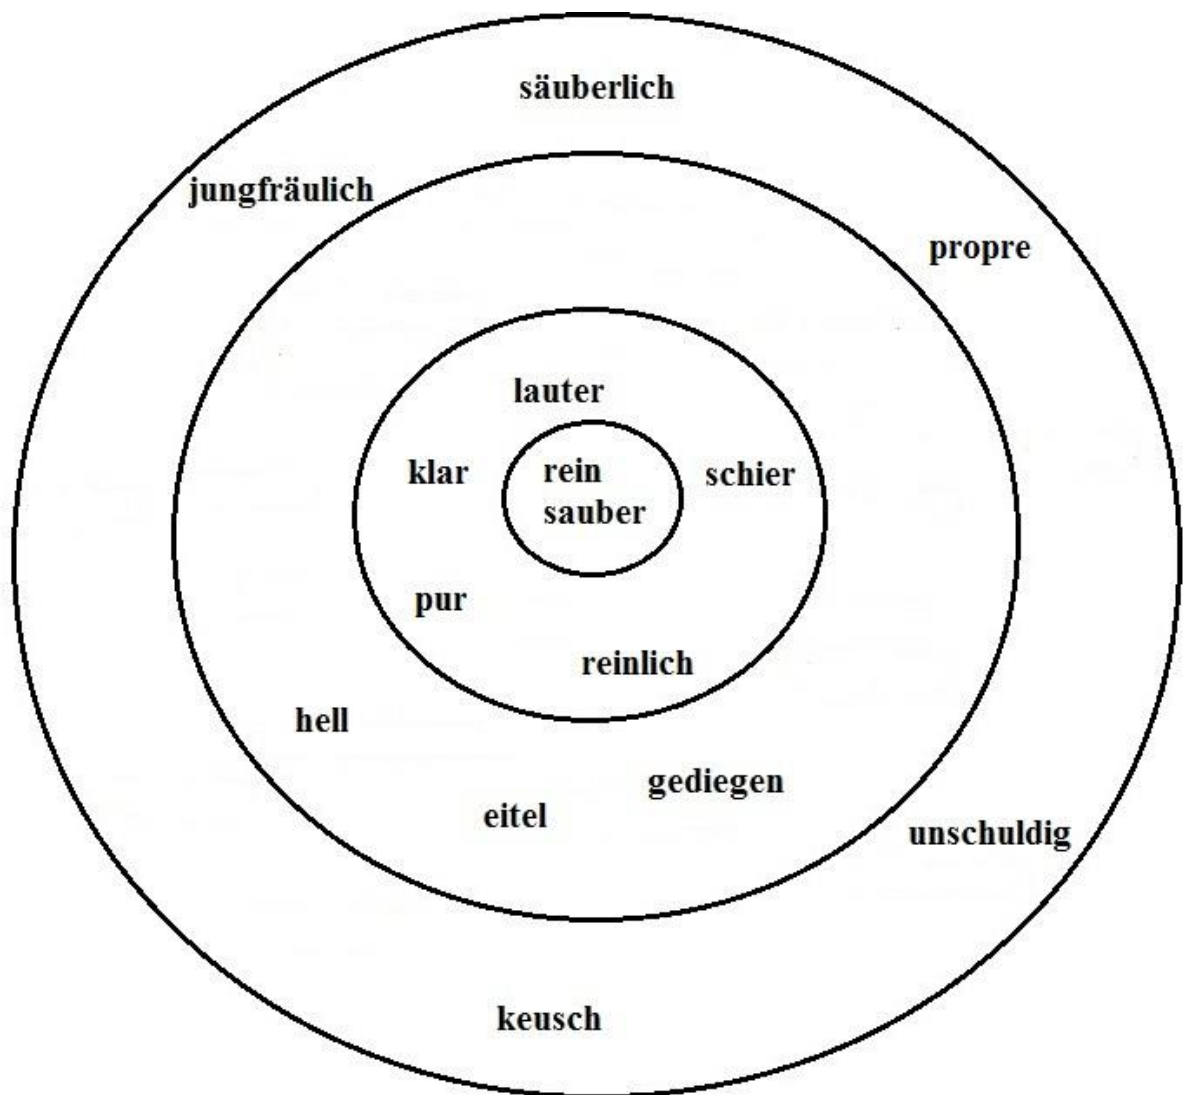 säuberlich
jungfräulich
propre
lauter
klar
rein
schier
sauber
pur
reinlich
hell
gediegen
eitel
unschuldig
keusch